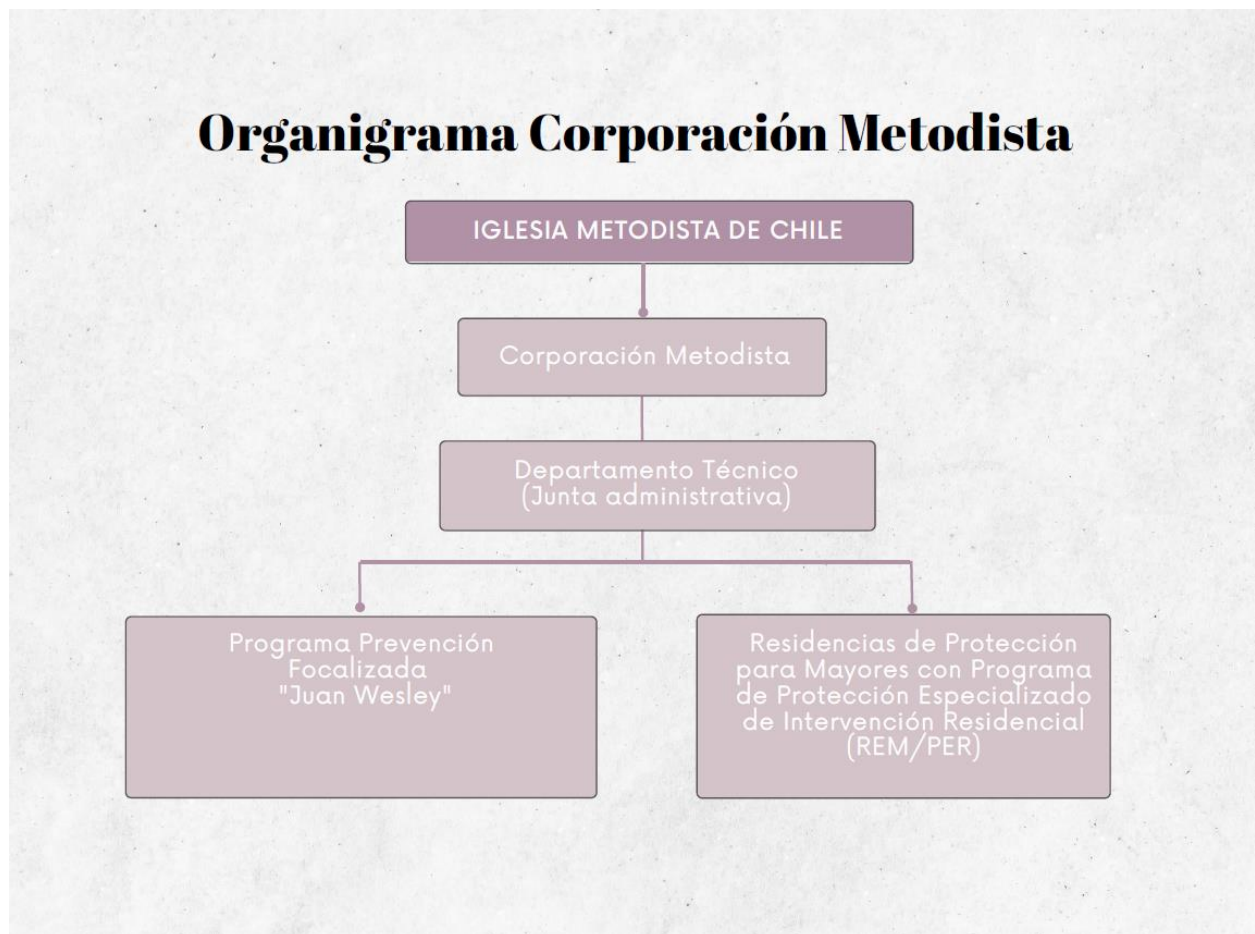 Organigrama Corporación Metodista
IGLESIA METODISTA DE CHILE
Corporación Metodista
Departamento Técnico
(Junta administrativa)
Programa Prevención
Focalizada
"Juan Wesley"
Residencias de Protección
para Mayores con Programa
de Protección Especializado
de Intervención Residencial
(REM/PER)